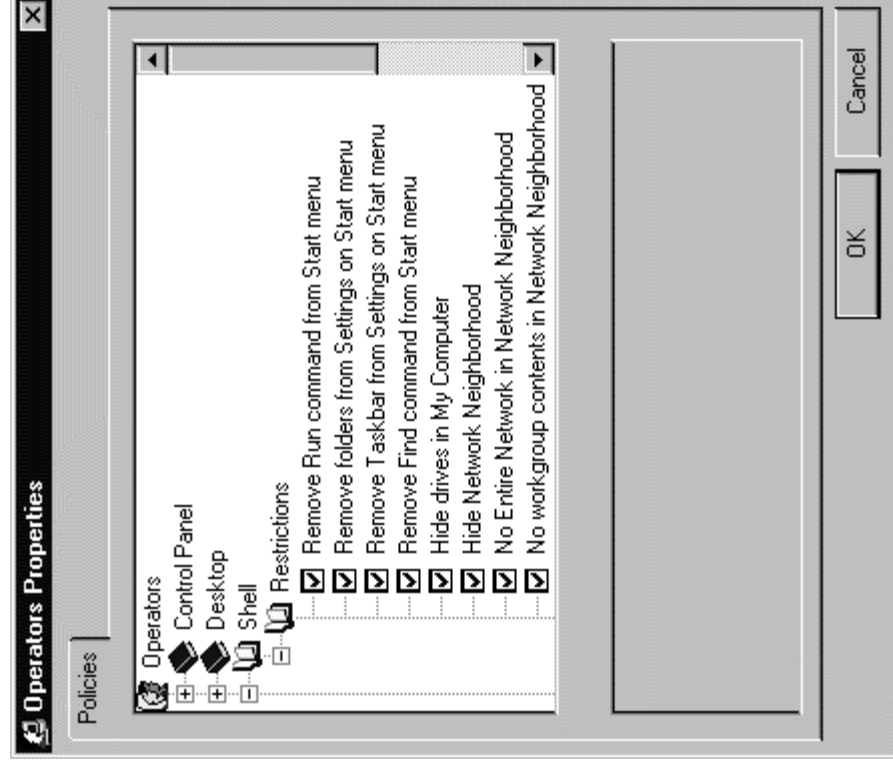 Operators Properties
Policies
Operators
Control Panel
Desktop
Shell
Restrictions
Remove Run command from Start menu
Remove folders from Settings on Start menu
Remove Taskbar from Settings on Start menu
Remove Find command from Start menu
Hide drives in My Computer
Hide Network Neighborhood
No Entire Network in Network Neighborhood
No workgroup contents in Network Neighborhood
OK
Cancel